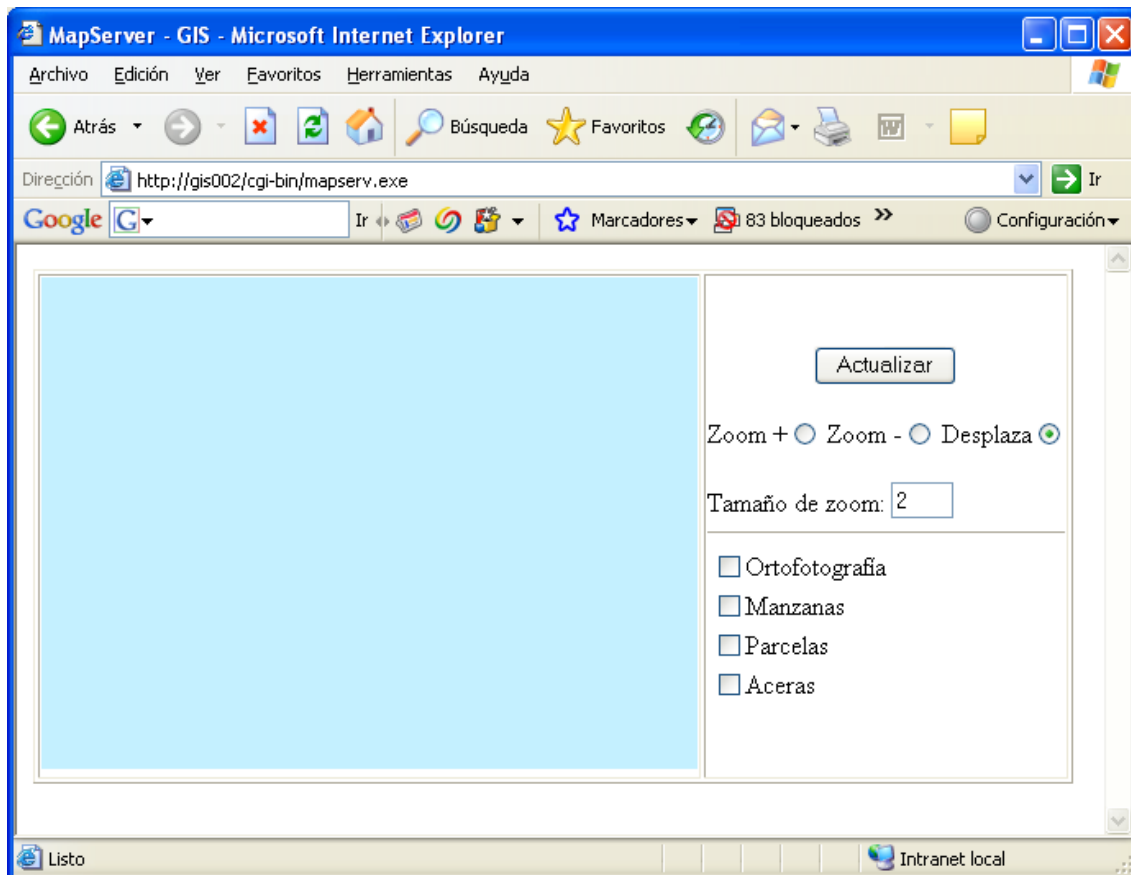 MapServer - GIS - Microsoft Internet Explorer
Archivo Edición Ver Favoritos Herramientas Ayuda
Atrás Búsqueda Favoritos
Dirección http://gis002/cgi-bin/mapserv.exe Ir
Google G Ir Marcadores 83 bloqueados » Configuración
Actualizar
Zoom + Zoom - Desplaza
Tamaño de zoom: 2
Ortofotografía
Manzanas
Parcelas
Aceras
Listo Intranet local